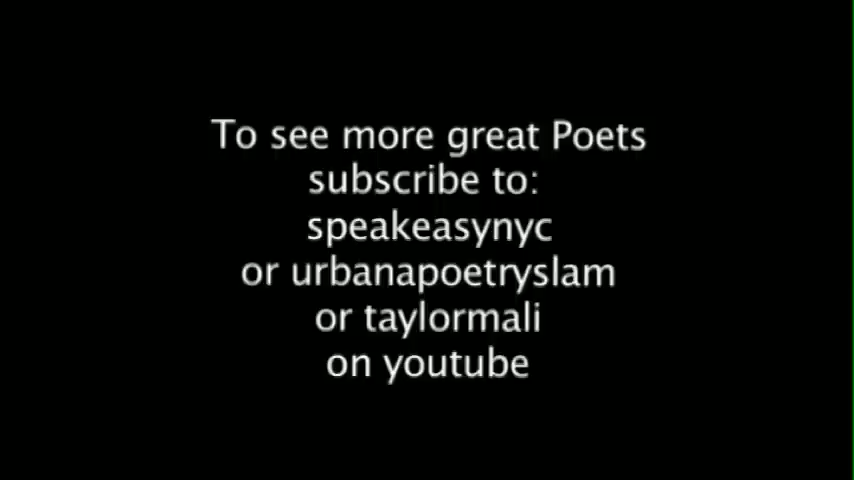 To see more great Poets
subscribe to:
speakeasynyc
or urbanapoetryslam
or taylormali
on youtube